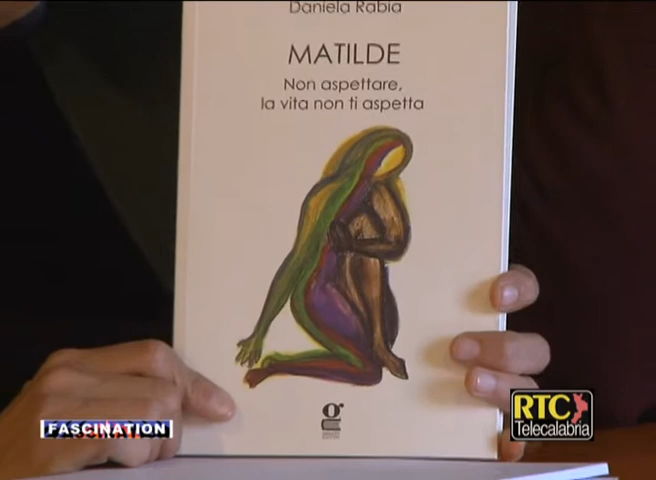 Daniela Rabia
MATILDE
Non aspettare,
la vita non ti aspetta
g
FASCINATION
RTC
Telecalabria